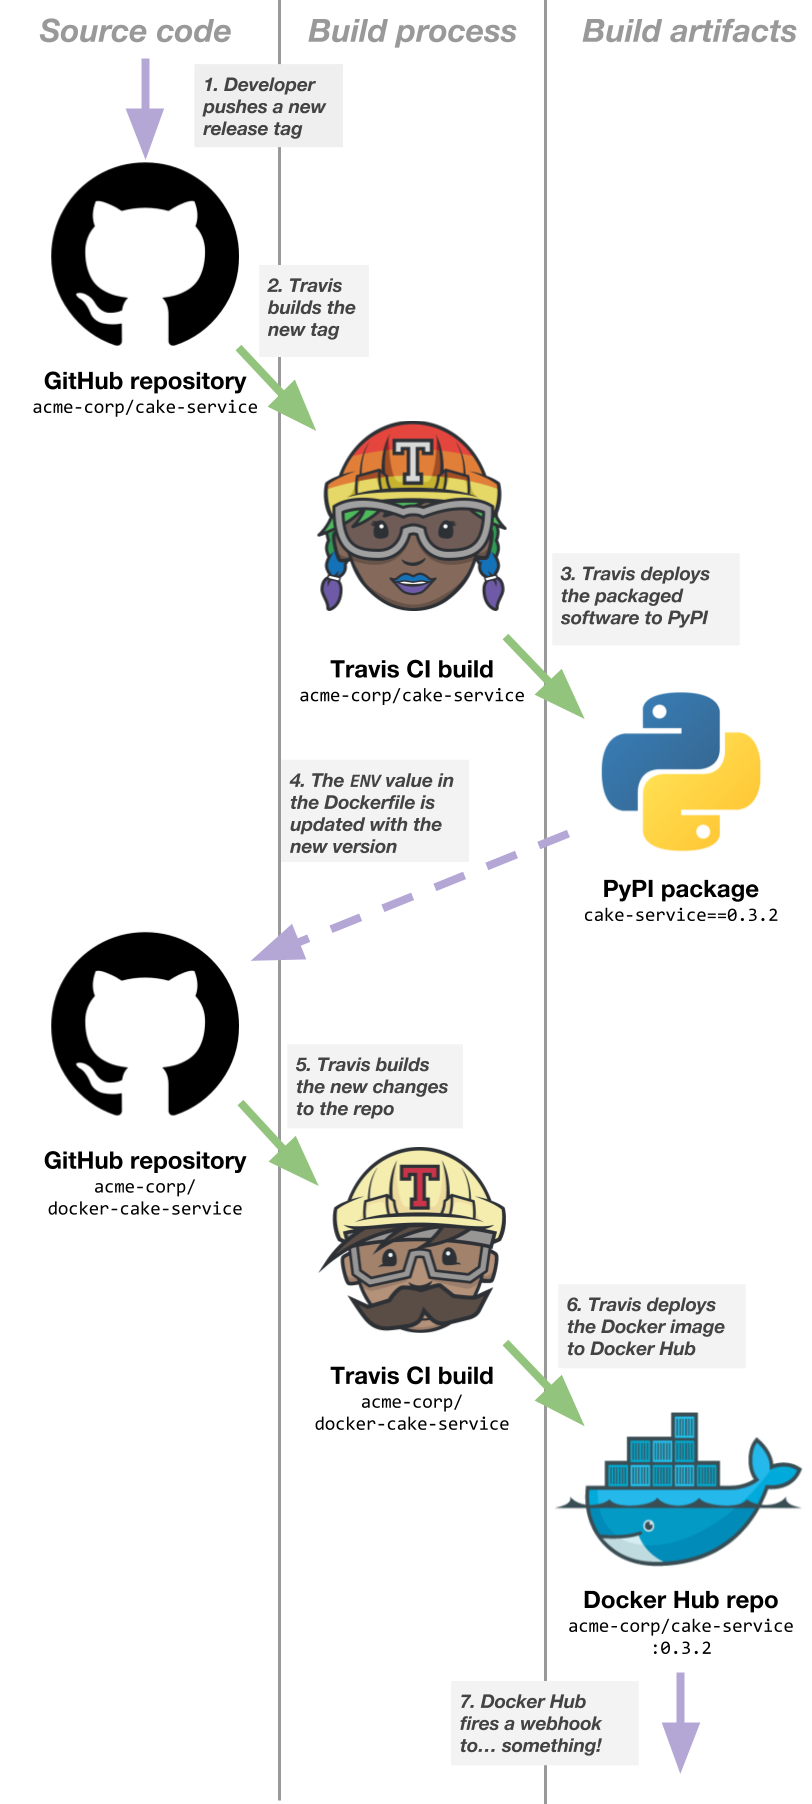 Source code
Build process
Build artifacts
1. Developer
pushes a new
release tag
2. Travis
builds the
new tag
GitHub repository
acme-corp/cake-service
T
3. Travis deploys
the packaged
software to PyPI
Travis CI build
acme-corp/cake-service
4. The ENV value in
the Dockerfile is
updated with the
new version
PyPI package
cake-service==0.3.2
5. Travis builds
the new changes
to the repo
GitHub repository
acme-corp/
docker-cake-service
T
6. Travis deploys
the Docker image
to Docker Hub
Travis CI build
acme-corp/
docker-cake-service
Docker Hub repo
acme-corp/cake-service
:0.3.2
7. Docker Hub
fires a webhook
to... something!